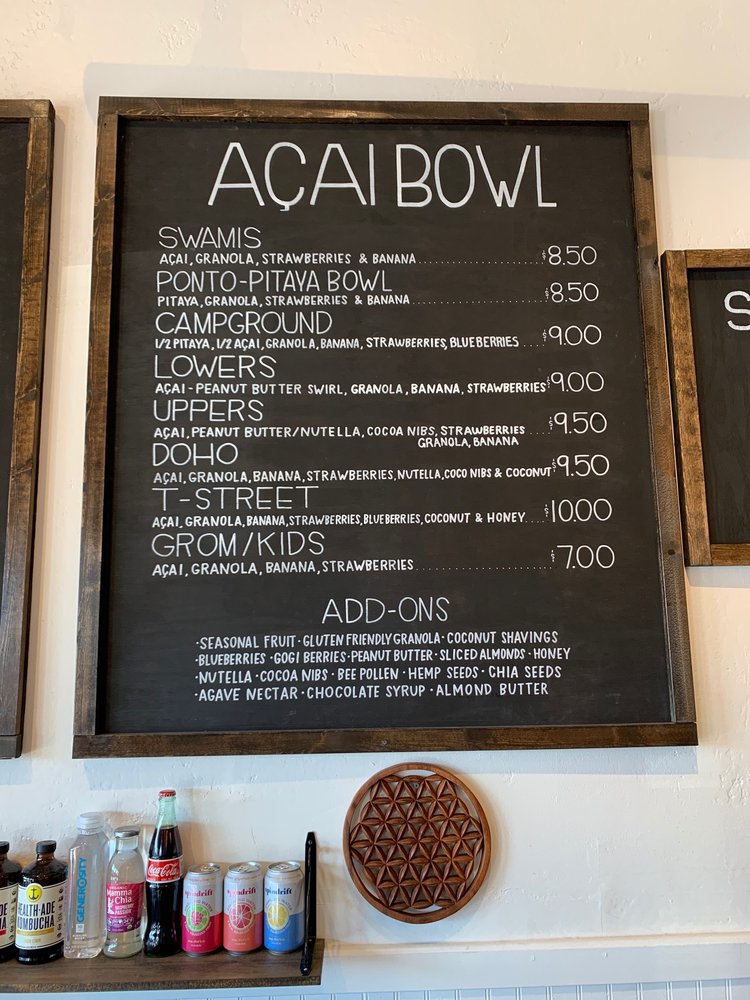 AÇAI BOWL
SWAMIS
AÇAI, GRANOLA, STRAWBERRIES & BANANA ........................ $8.50
PONTO-PITAYA BOWL
PITAYA, GRANOLA, STRAWBERRIES & BANANA ........................ $8.50
CAMPGROUND
1/2 PITAYA, 1/2 AÇAI, GRANOLA, BANANA, STRAWBERRIES, BLUEBERRIES .... $9.00
LOWERS
AÇAI - PEANUT BUTTER SWIRL, GRANOLA, BANANA, STRAWBERRIES $9.00
UPPERS
AÇAI, PEANUT BUTTER/NUTELLA, COCOA NIBS, STRAWBERRIES .... $9.50
GRANOLA, BANANA
DOHO
AÇAI, GRANOLA, BANANA, STRAWBERRIES, NUTELLA, COCO NIBS & COCONUT $9.50
T-STREET
AÇAI, GRANOLA, BANANA, STRAWBERRIES, BLUEBERRIES, COCONUT & HONEY.... $10.00
GROM/KIDS
AÇAI, GRANOLA, BANANA, STRAWBERRIES ........................ $7.00
ADD-ONS
·SEASONAL FRUIT ·GLUTEN FRIENDLY GRANOLA ·COCONUT SHAVINGS
·BLUEBERRIES ·GOGI BERRIES ·PEANUT BUTTER ·SLICED ALMONDS ·HONEY
·NUTELLA ·COCOA NIBS ·BEE POLLEN ·HEMP SEEDS ·CHIA SEEDS
·AGAVE NECTAR ·CHOCOLATE SYRUP ·ALMOND BUTTER
S
HEALTH-ADE
KOMBUCHA
GENEROSITY
ORGANIC
Mamma
Chia
RASPBERRY
PASSION
Coca-Cola
spindrift
spindrift
spindrift